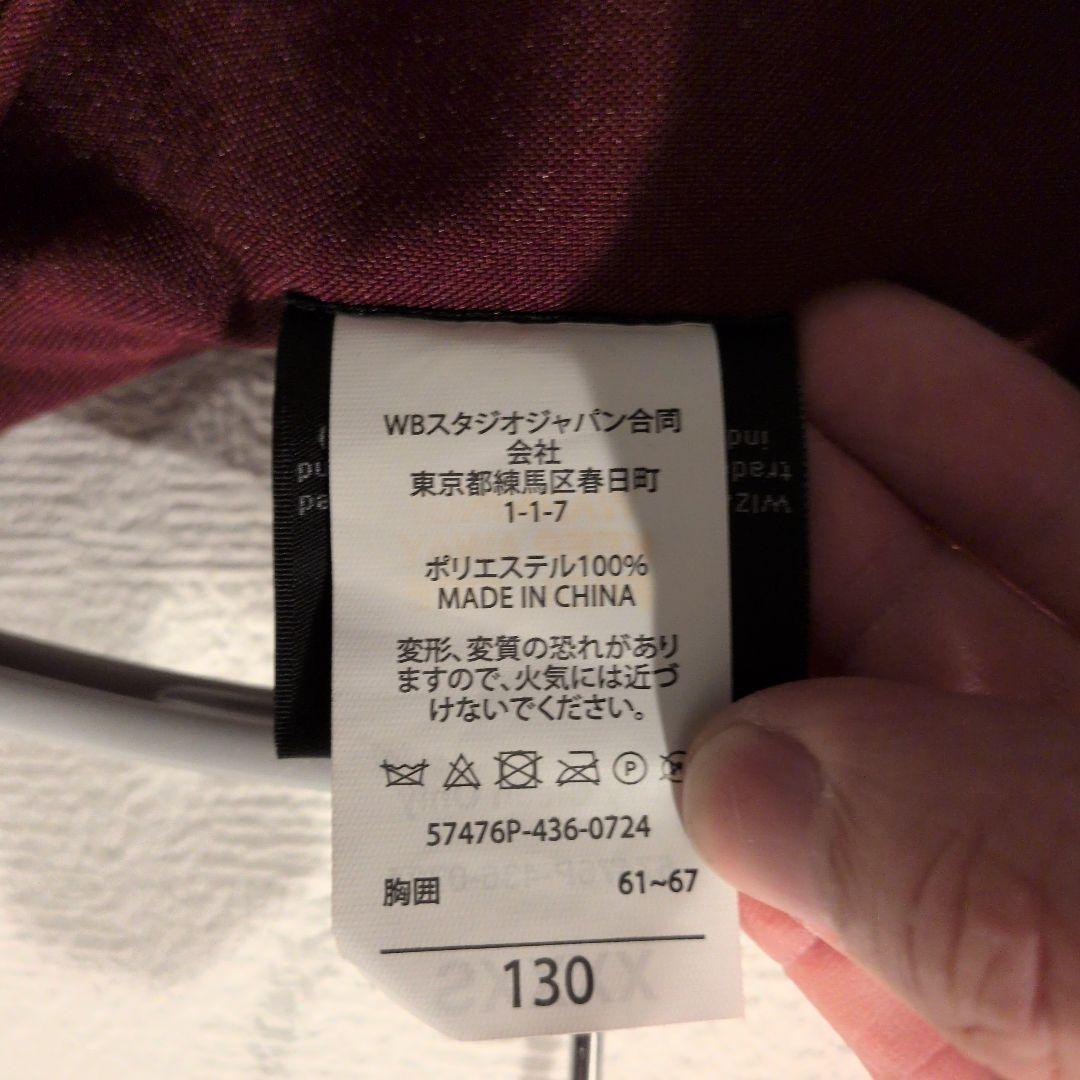 WBスタジオジャパン合同
会社
東京都練馬区春日町
1-1-7
ポリエステル100%
MADE IN CHINA
変形、変質の恐れがあり
ますので、火気には近づ
けないでください。
P
57476P-436-0724
胸囲 61~67
130